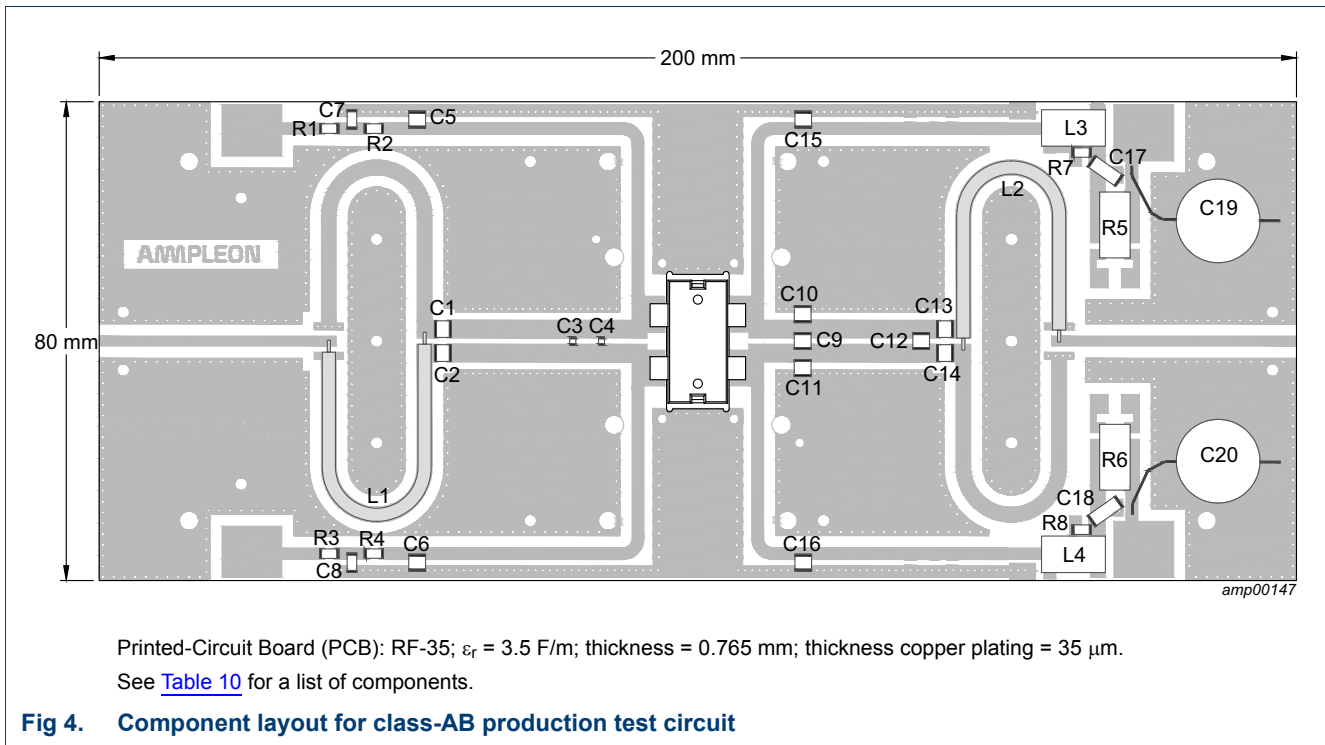 200 mm
80 mm
C7
C5
R1
R2
C15
L3
C17
R7
L2
C19
R5
AMPLEON
C1
C3 C4
C10
C13
C9
C12
C2
C14
C11
L1
R6
C20
C18
R3
R4
C6
C8
C16
R8
L4
amp00147
Printed-Circuit Board (PCB): RF-35; εr = 3.5 F/m; thickness = 0.765 mm; thickness copper plating = 35 μm.
See Table 10 for a list of components.
Fig 4. Component layout for class-AB production test circuit